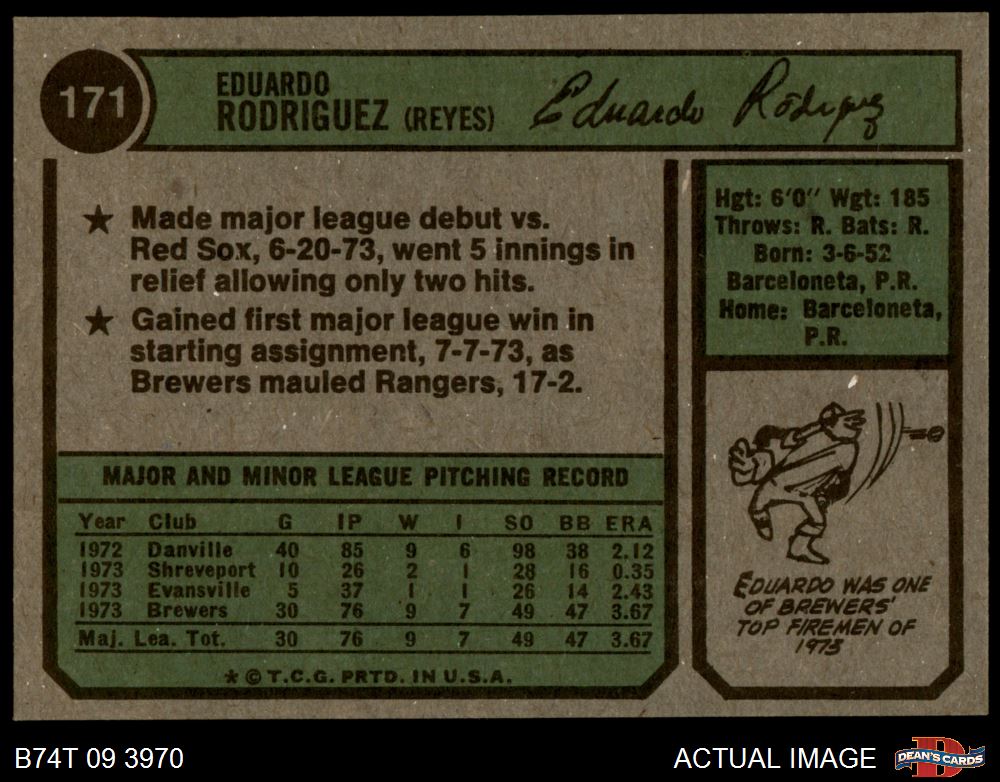 171
EDUARDO
RODRIGUEZ (REYES)
Eduardo Rodriguez
★ Made major league debut vs.
Red Sox, 6-20-73, went 5 innings in
relief allowing only two hits.
★ Gained first major league win in
starting assignment, 7-7-73, as
Brewers mauled Rangers, 17-2.
Hgt: 6'0" Wgt: 185
Throws: R. Bats: R.
Born: 3-6-52
Barceloneta, P.R.
Home: Barceloneta,
P.R.
MAJOR AND MINOR LEAGUE PITCHING RECORD
Year Club G IP W l SO BB ERA
1972 Danville 40 85 9 6 98 38 2.12
1973 Shreveport 10 26 2 1 28 16 0.35
1973 Evansville 5 37 1 1 26 14 2.43
1973 Brewers 30 76 9 7 49 47 3.67
Maj. Lea. Tot. 30 76 9 7 49 47 3.67
* © T.C.G. PRTD. IN U.S.A.
EDUARDO WAS ONE
OF BREWERS'
TOP FIREMEN OF
1973
B74T 09 3970
ACTUAL IMAGE
D
DEAN'S CARDS